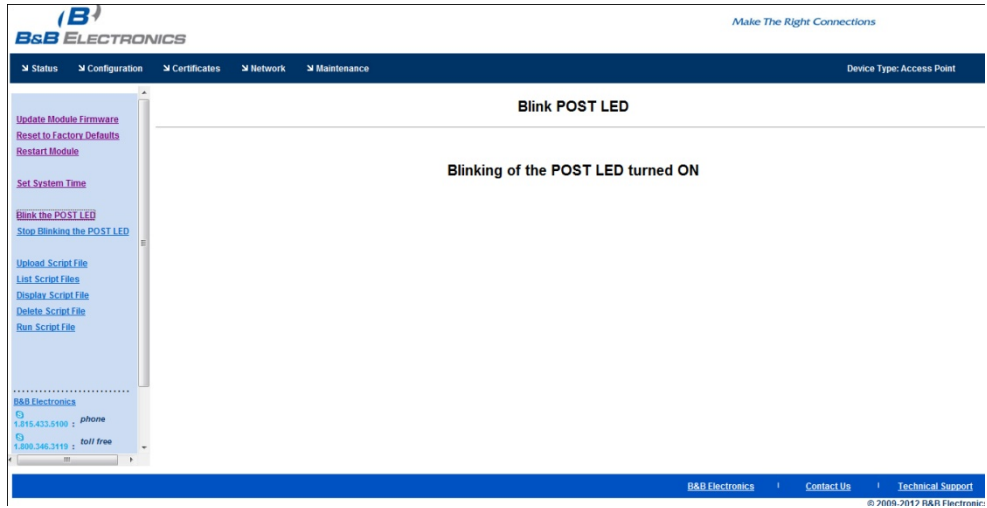 B&B ELECTRONICS
Make The Right Connections
Status Configuration Certificates Network Maintenance Device Type: Access Point
Update Module Firmware
Reset to Factory Defaults
Restart Module
Set System Time
Blink the POST LED
Stop Blinking the POST LED
Upload Script File
List Script Files
Display Script File
Delete Script File
Run Script File
B&B Electronics
1.815.433.5100 : phone
1.800.346.3119 : toll free
Blink POST LED
Blinking of the POST LED turned ON
B&B Electronics | Contact Us | Technical Support
© 2009-2012 B&B Electronics